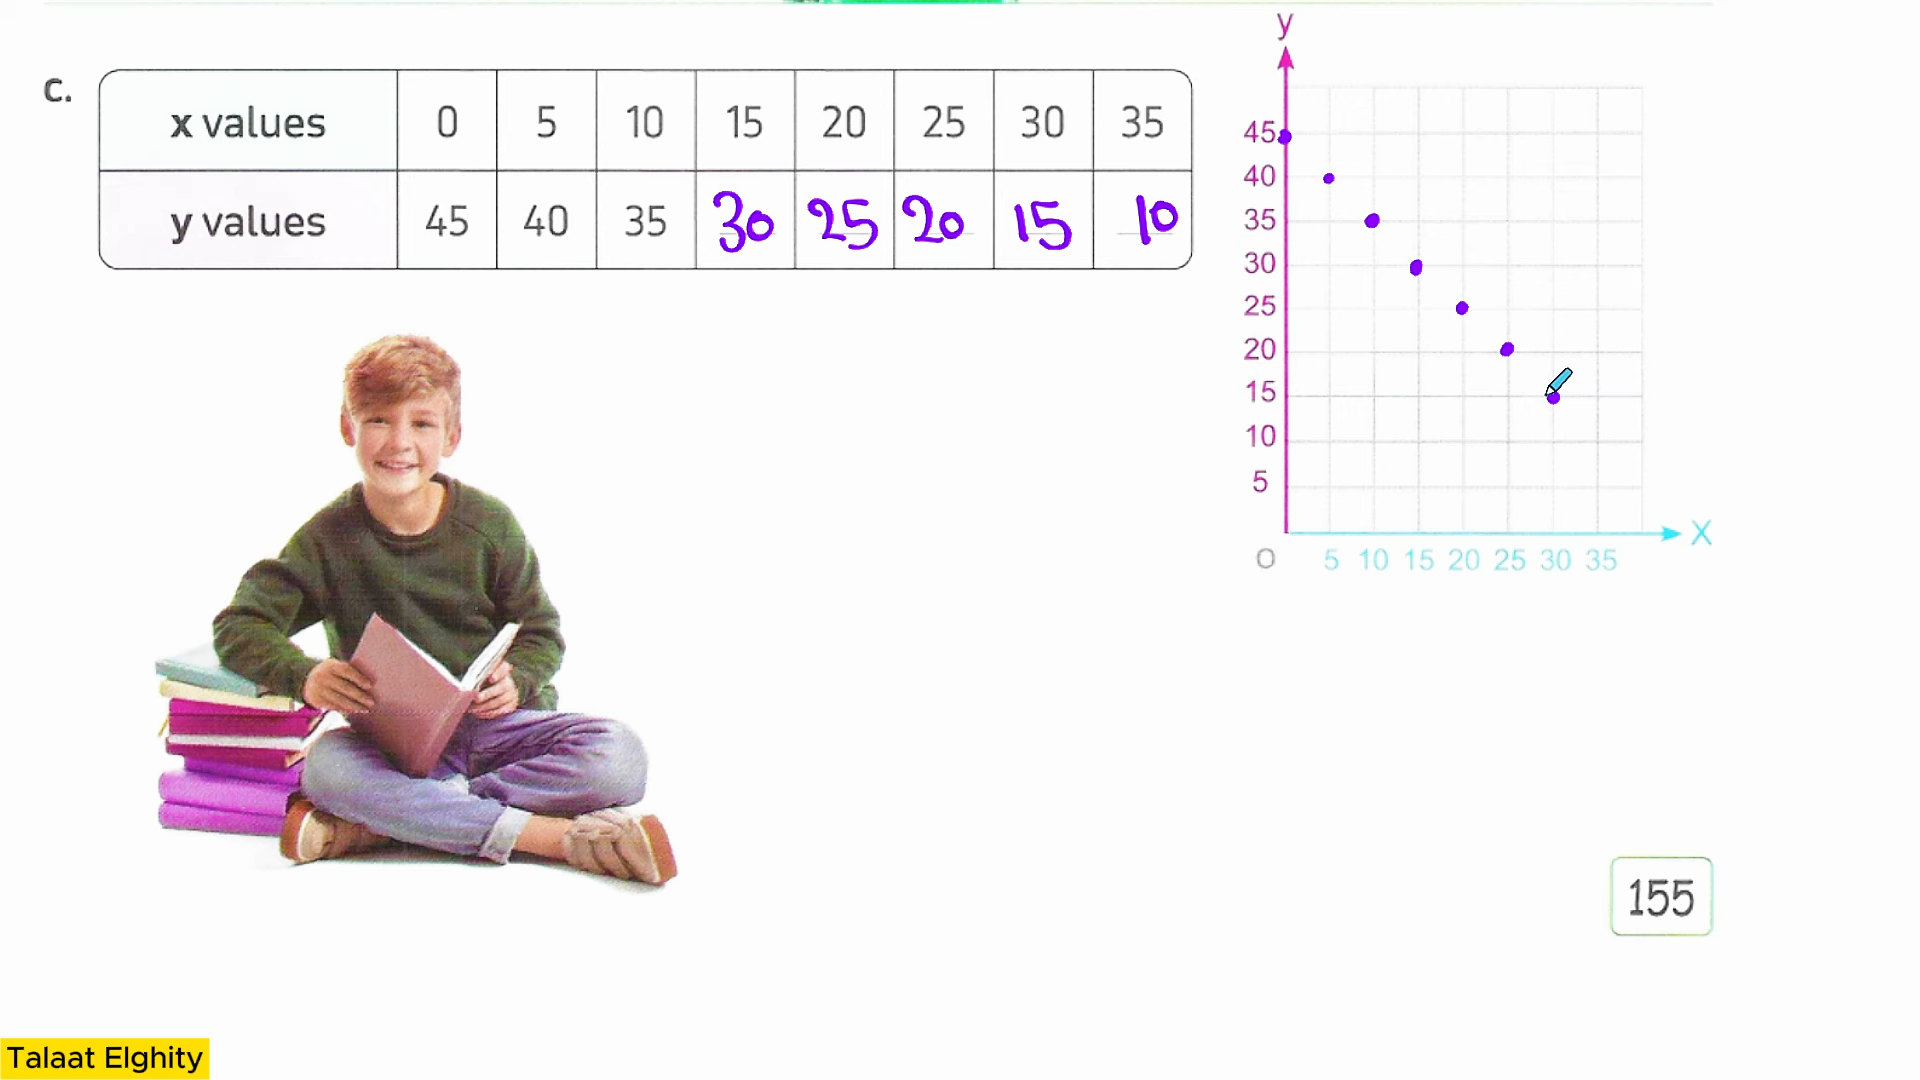 c.
x values 0 5 10 15 20 25 30 35
y values 45 40 35 30 25 20 15 10
y
45
40
35
30
25
20
15
10
5
X
O 5 10 15 20 25 30 35
155
Talaat Elghity